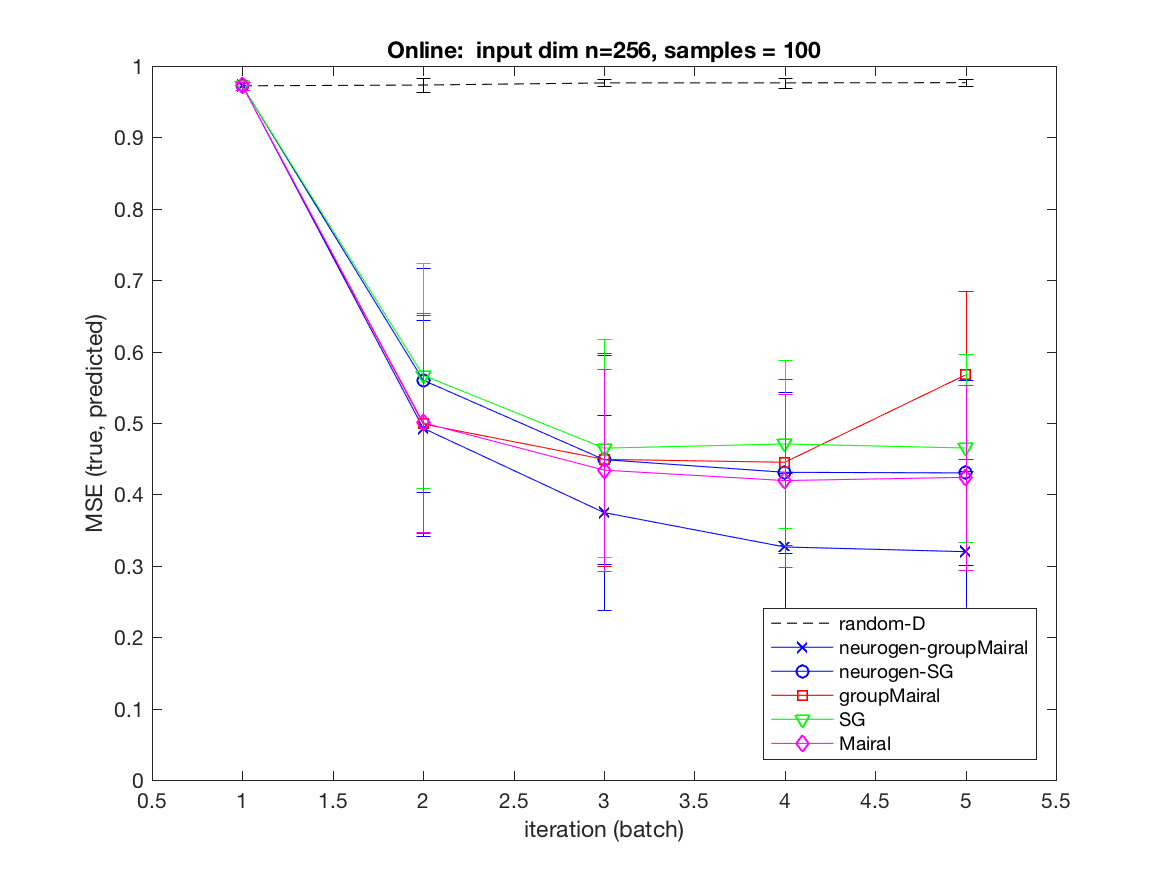 Online:  input dim n=256, samples = 100
MSE (true, predicted)
1
0.9
0.8
0.7
0.6
0.5
0.4
0.3
0.2
0.1
0
0.5 1 1.5 2 2.5 3 3.5 4 4.5 5 5.5
iteration (batch)
random-D
neurogen-groupMairal
neurogen-SG
groupMairal
SG
Mairal